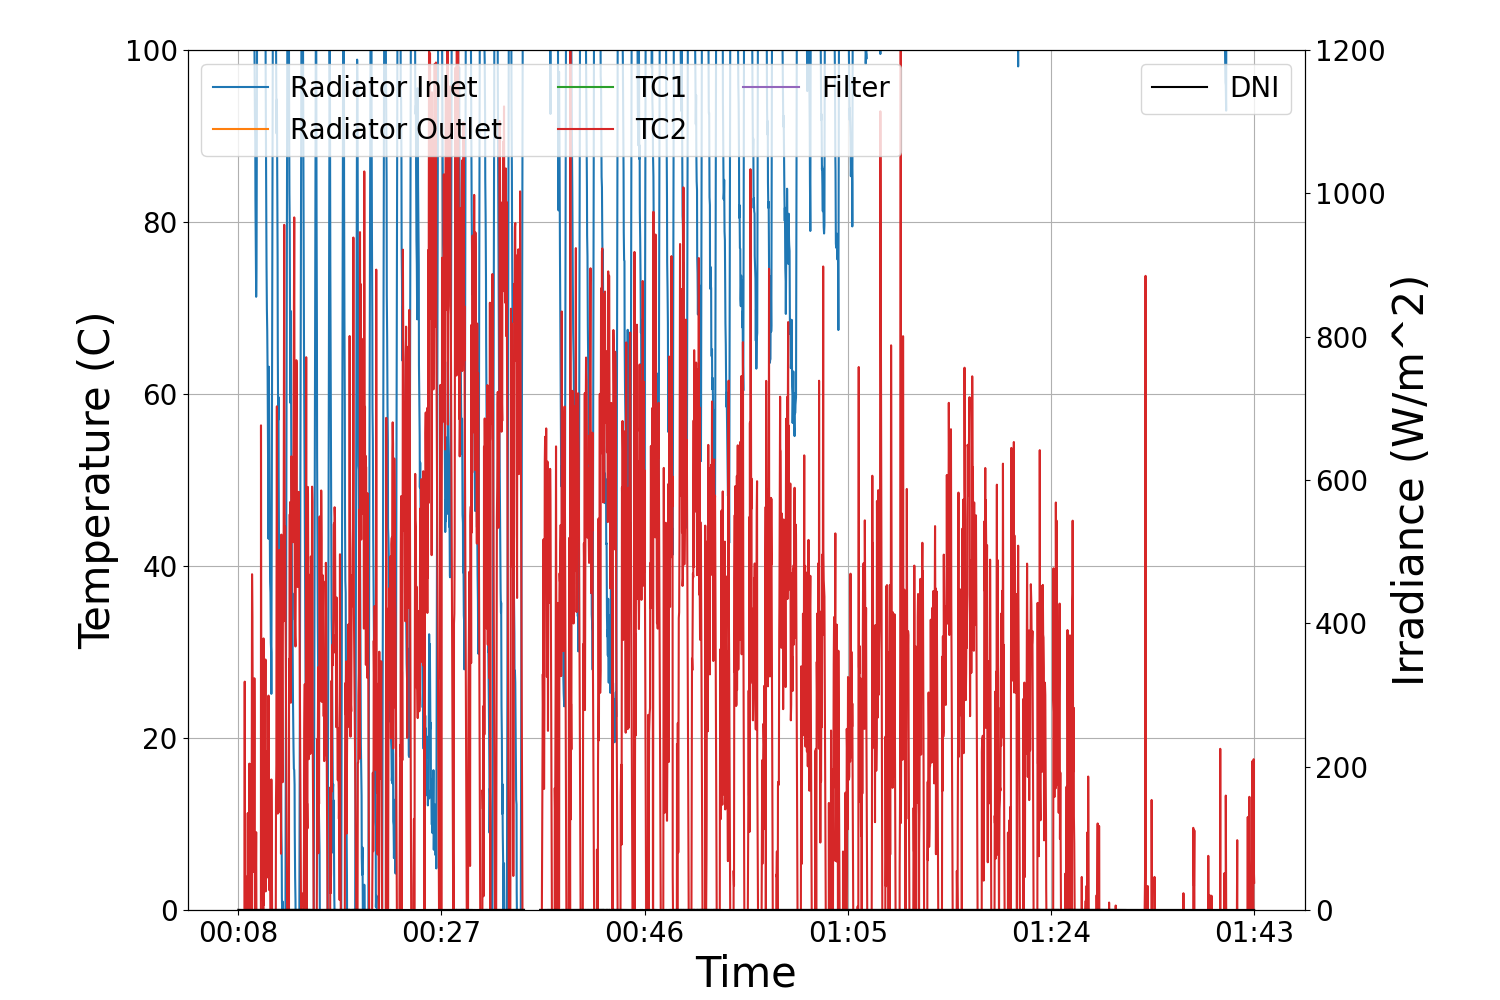 100
80
60
40
20
0
Temperature (C)
Radiator Inlet
Radiator Outlet
TC1
TC2
Filter
DNI
1200
1000
800
600
400
200
0
Irradiance (W/m^2)
00:08 00:27 00:46 01:05 01:24 01:43
Time